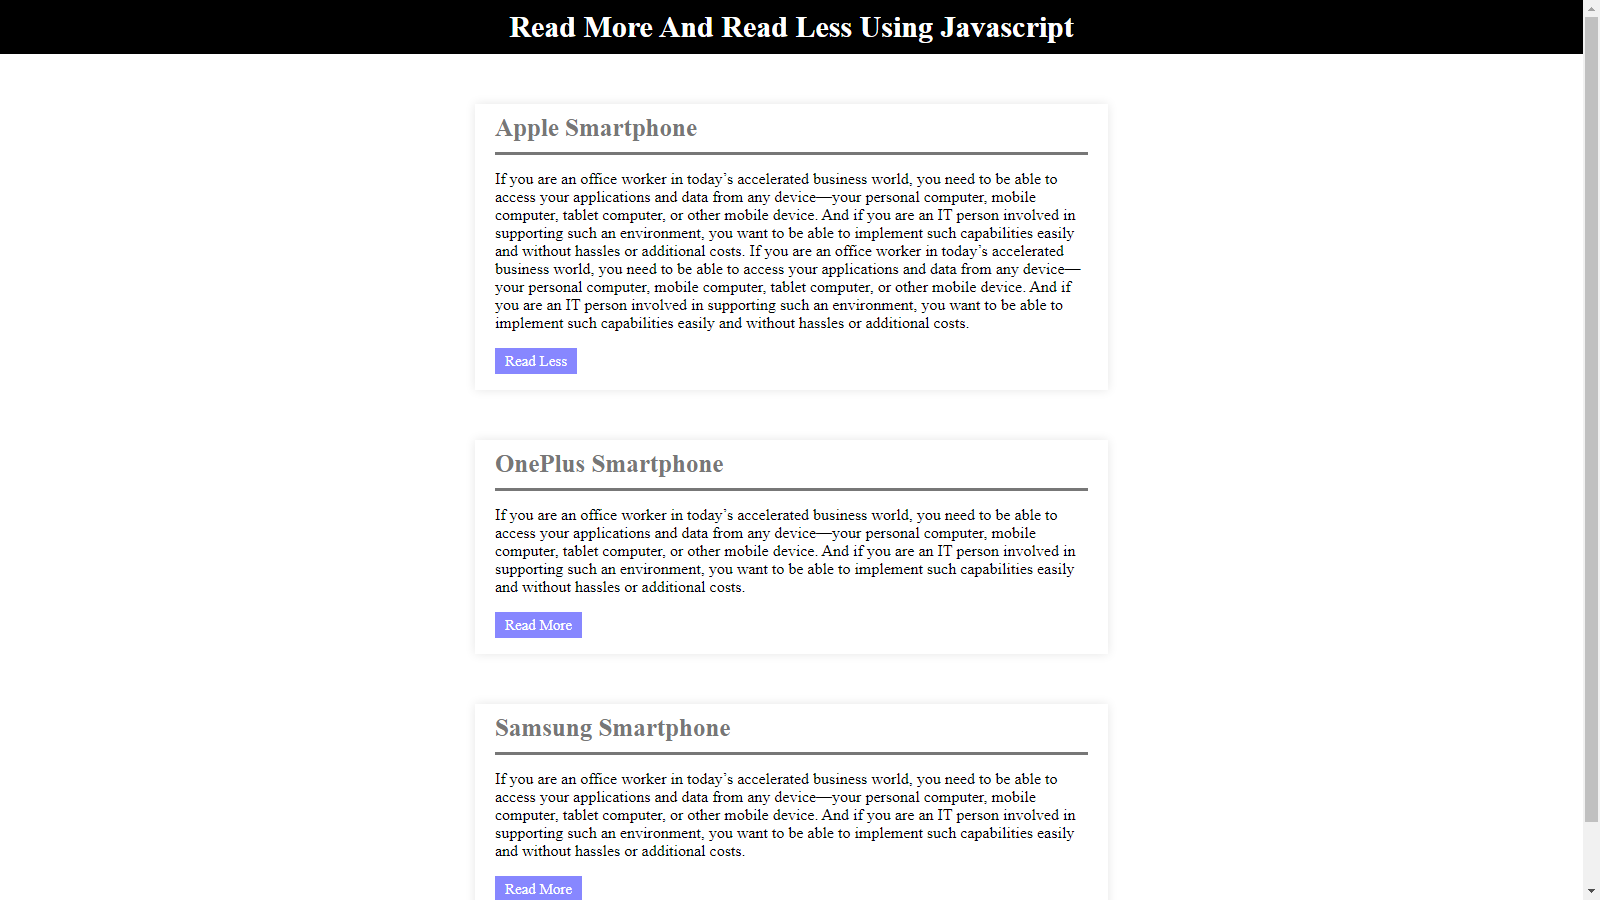 Read More And Read Less Using Javascript
Apple Smartphone
If you are an office worker in today’s accelerated business world, you need to be able to
access your applications and data from any device—your personal computer, mobile
computer, tablet computer, or other mobile device. And if you are an IT person involved in
supporting such an environment, you want to be able to implement such capabilities easily
and without hassles or additional costs. If you are an office worker in today’s accelerated
business world, you need to be able to access your applications and data from any device—
your personal computer, mobile computer, tablet computer, or other mobile device. And if
you are an IT person involved in supporting such an environment, you want to be able to
implement such capabilities easily and without hassles or additional costs.
Read Less
OnePlus Smartphone
If you are an office worker in today’s accelerated business world, you need to be able to
access your applications and data from any device—your personal computer, mobile
computer, tablet computer, or other mobile device. And if you are an IT person involved in
supporting such an environment, you want to be able to implement such capabilities easily
and without hassles or additional costs.
Read More
Samsung Smartphone
If you are an office worker in today’s accelerated business world, you need to be able to
access your applications and data from any device—your personal computer, mobile
computer, tablet computer, or other mobile device. And if you are an IT person involved in
supporting such an environment, you want to be able to implement such capabilities easily
and without hassles or additional costs.
Read More